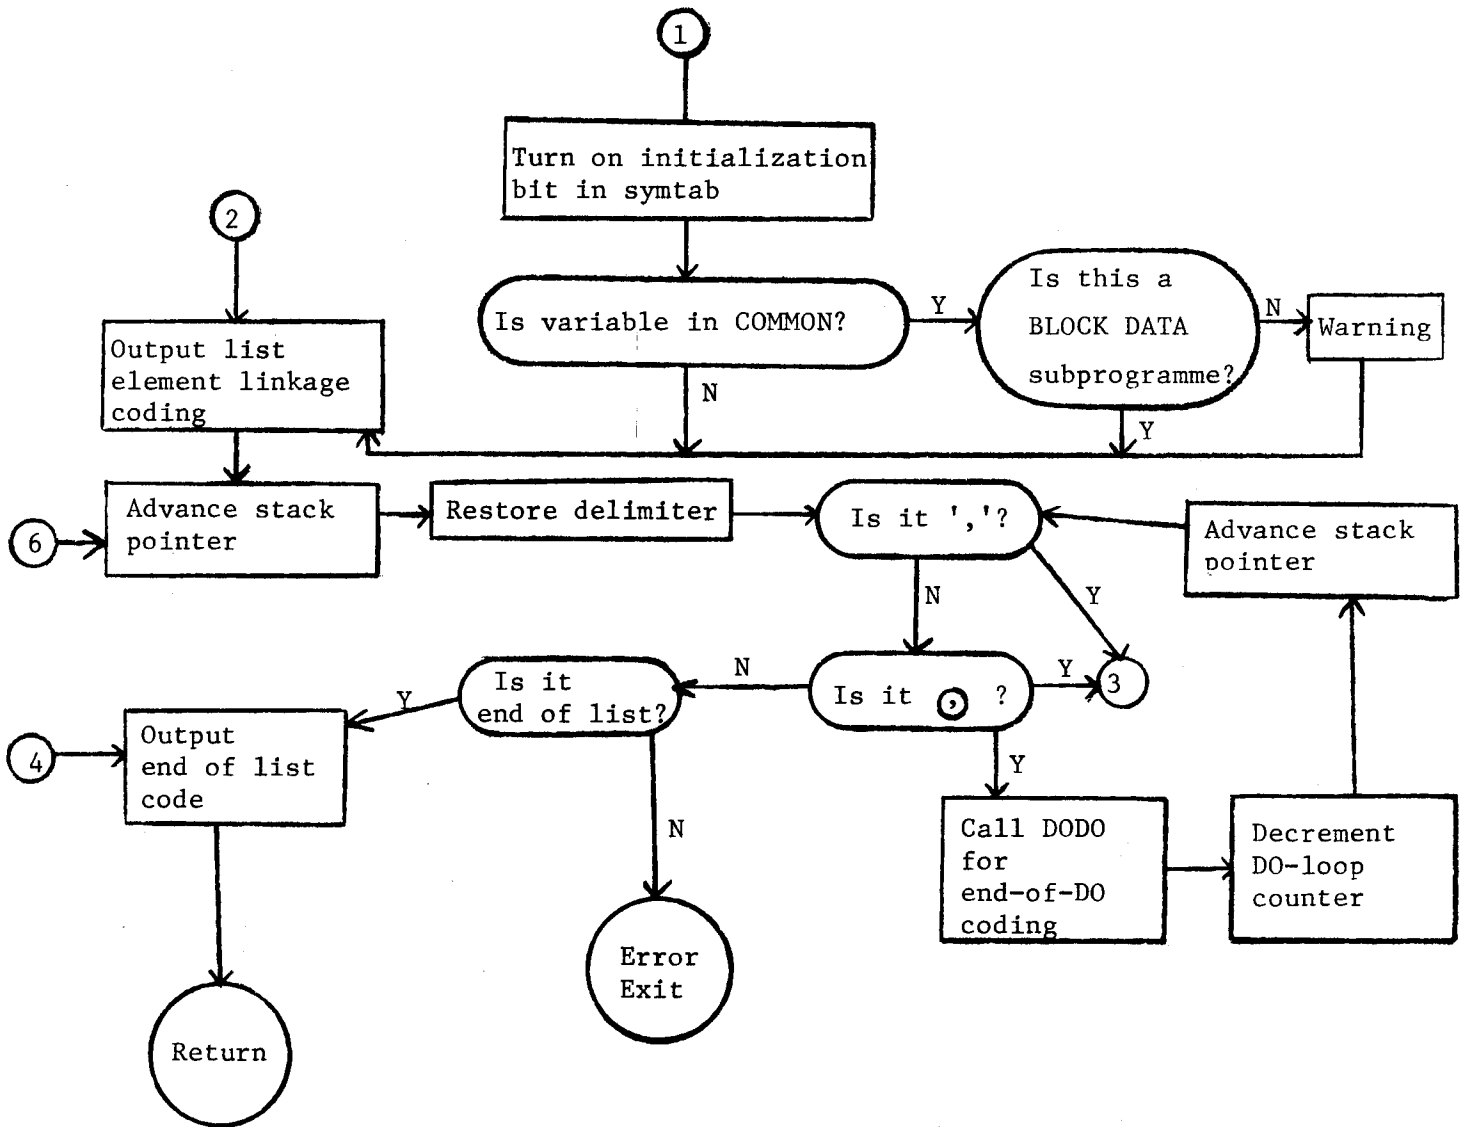 1
Turn on initialization
bit in symtab
2
Is variable in COMMON?
Y
N
Is this a
BLOCK DATA
subprogramme?
N
Y
Warning
Output list
element linkage
coding
6
Advance stack
pointer
Restore delimiter
Is it ','?
N
Y
Advance stack
pointer
Is it , ?
Y
3
N
Y
Is it
end of list?
Y
N
4
Output
end of list
code
Call DODO
for
end-of-DO
coding
Decrement
DO-loop
counter
Error
Exit
Return